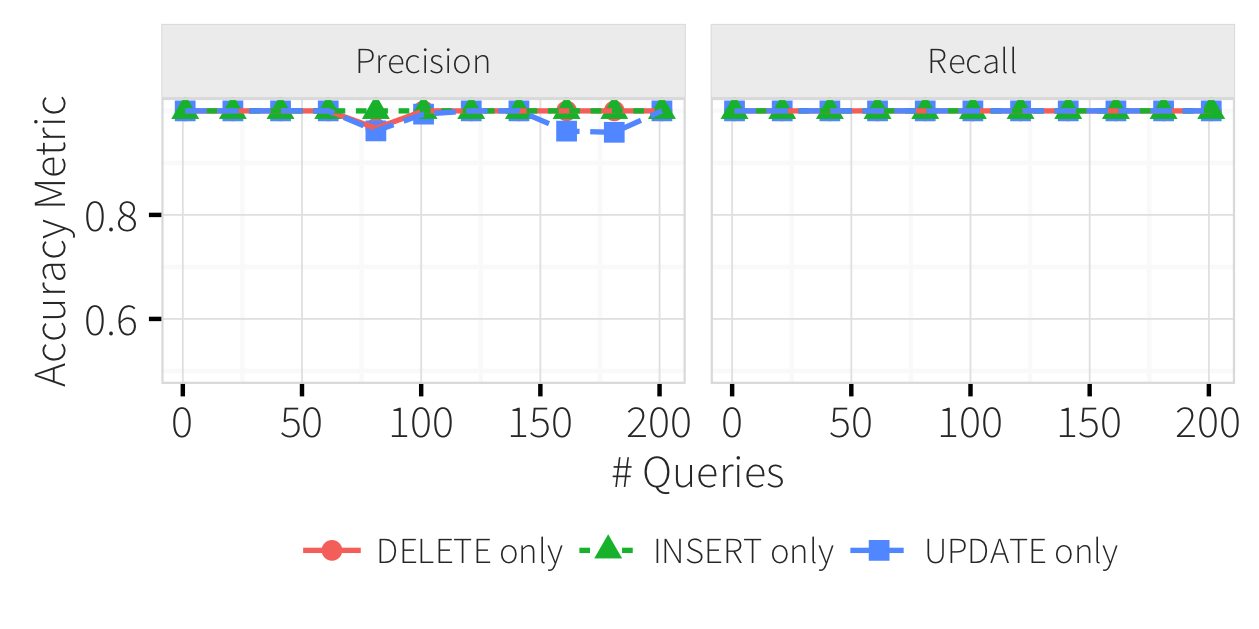 Precision Recall
Accuracy Metric
0.8
0.6
0 50 100 150 200 0 50 100 150 200
# Queries
DELETE only INSERT only UPDATE only